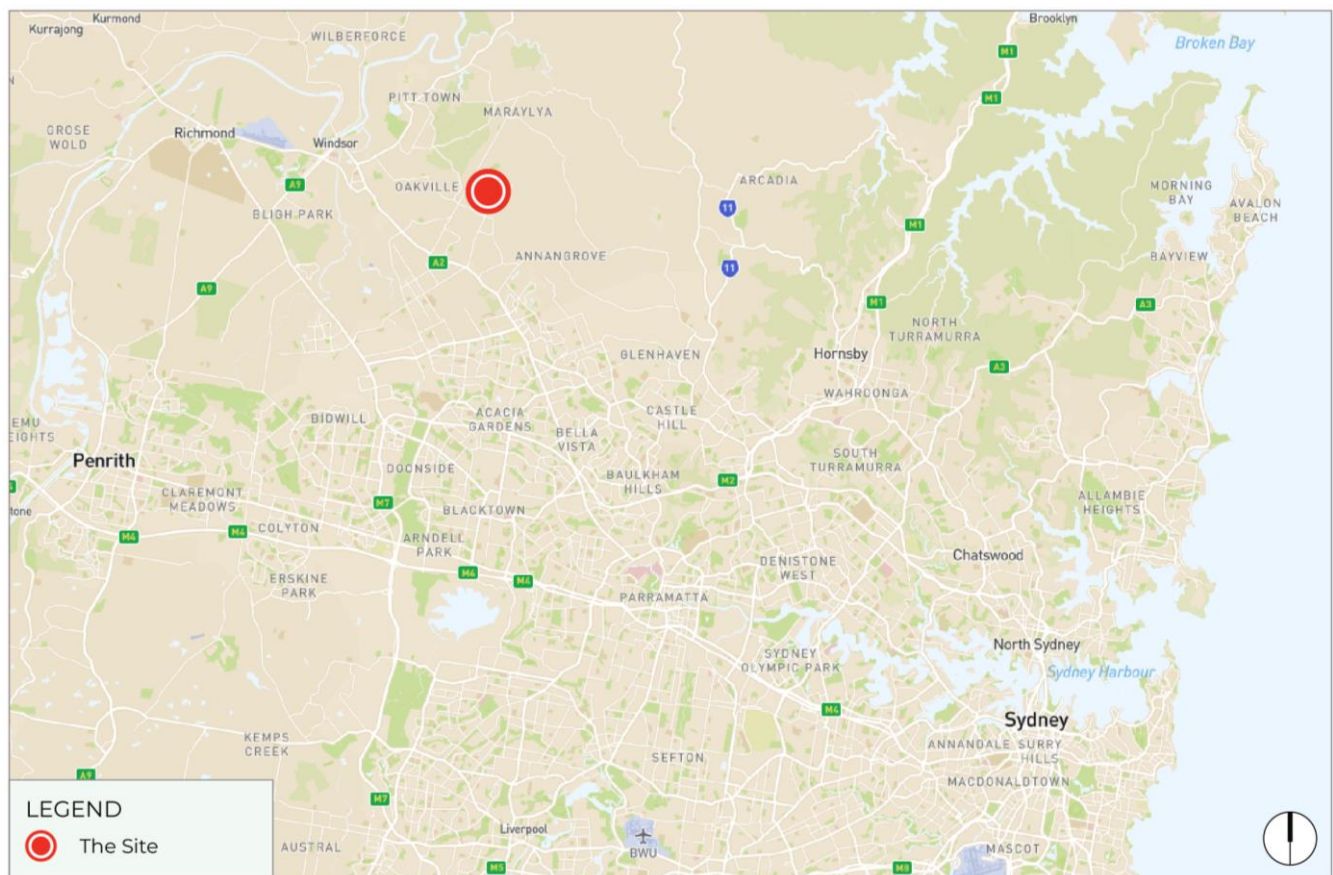 Kurmond
Brooklyn
Kurrajong
WILBERFORCE
Broken Bay
M1
PITT TOWN
M1
MARAYLYA
GROSE
WOLD
Richmond
Windsor
ARCADIA
A9
OAKVILLE
MORNING
BAY
AVALON
BEACH
BLIGH PARK
11
M1
ANNANGROVE
BAYVIEW
A2
11
A9
M1
A3
NORTH
TURRAMURRA
GLENHAVEN
Hornsby
A3
WAHROONGA
BIDWILL
ACACIA
GARDENS
CASTLE
HILL
EMU
EIGHTS
BELLA
VISTA
Penrith
DOONSIDE
SOUTH
TURRAMURRA
BAULKHAM
HILLS
M2
CLAREMONT
MEADOWS
M7
ALLAMBIE
HEIGHTS
tone
BLACKTOWN
M4
M4
COLYTON
ARNDELL
PARK
Chatswood
DENISTONE
WEST
M4
M4
ERSKINE
PARK
PARRAMATTA
North Sydney
SYDNEY
OLYMPIC PARK
Sydney Harbour
M4
Sydney
KEMPS
CREEK
ANNANDALE
SURRY
HILLS
SEFTON
A9
MACDONALDTOWN
M7
LEGEND
The Site
Liverpool
AUSTRAL
BWU
MASCOT
M5
M8